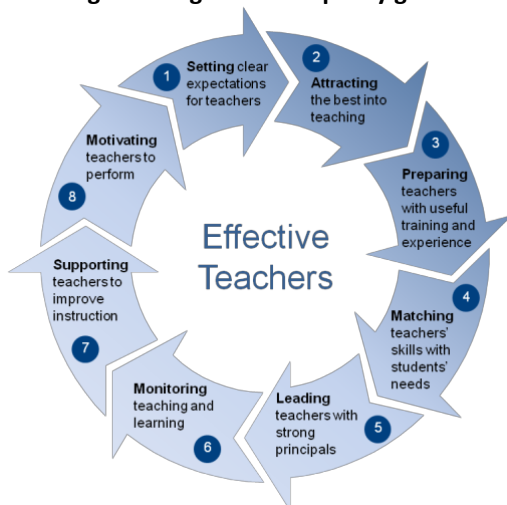 1
Setting clear
expectations
for teachers
2
Attracting
the best into
teaching
3
Preparing
teachers
with useful
training and
experience
4
Matching
teachers'
skills with
students'
needs
5
Leading
teachers with
strong
principals
6
Monitoring
teaching and
learning
7
Supporting
teachers to
improve
instruction
8
Motivating
teachers to
perform
Effective
Teachers